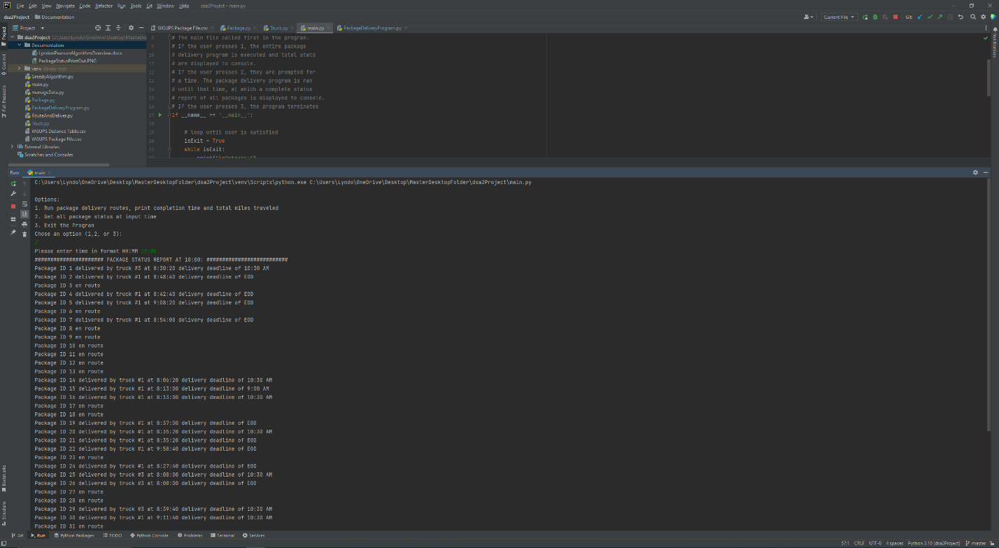 File Edit View Navigate Code Refactor Run Tools Git Window Help dsa2Project - main.py
dsa2Project Documentation
Current File Git:
Project
WGUPS Package File.csv Package.py Truck.py main.py PackageDeliveryProgram.py
dsa2Project C:\Users\Lyndo\OneDrive\Desktop\MasterDes
Documentation
LyndonPearsonAlgorithmOverview.docx
PackageStatusPrintOut.PNG
venv library root
GreedyAlgorithm.py
main.py
manageData.py
Package.py
PackageDeliveryProgram.py
RouteAndDeliver.py
Truck.py
WGUPS Distance Table.csv
WGUPS Package File.csv
External Libraries
Scratches and Consoles
Project
Commit
Pull Requests
Bookmarks
Structure
Notifications
8 # The main file called first in the program.
9 # If the user presses 1, the entire package
10 # delivery program is executed and total stats
11 # are displayed to console.
12 # If the user presses 2, they are prompted for
13 # a time. The package delivery program is ran
14 # until that time, at which a complete status
15 # report of all packages is displayed to console.
16 # If the user presses 3, the program terminates
17 if __name__ == '__main__':
18
19 # loop until user is satisfied
20 isExit = True
21 while isExit:
print("\nOptions:")
Run: main
C:\Users\Lyndo\OneDrive\Desktop\MasterDesktopFolder\dsa2Project\venv\Scripts\python.exe C:\Users\Lyndo\OneDrive\Desktop\MasterDesktopFolder\dsa2Project\main.py
Options:
1. Run package delivery routes, print completion time and total miles traveled
2. Get all package status at input time
3. Exit the Program
Chose an option (1,2, or 3):
2
Please enter time in format HH:MM 10:00
###################### PACKAGE STATUS REPORT AT 10:00: ##########################
Package ID 1 delivered by truck #3 at 8:30:20 delivery deadline of 10:30 AM
Package ID 2 delivered by truck #1 at 8:48:40 delivery deadline of EOD
Package ID 3 en route
Package ID 4 delivered by truck #1 at 8:42:40 delivery deadline of EOD
Package ID 5 delivered by truck #1 at 9:08:20 delivery deadline of EOD
Package ID 6 en route
Package ID 7 delivered by truck #1 at 8:54:00 delivery deadline of EOD
Package ID 8 en route
Package ID 9 en route
Package ID 10 en route
Package ID 11 en route
Package ID 12 en route
Package ID 13 en route
Package ID 14 delivered by truck #1 at 8:06:20 delivery deadline of 10:30 AM
Package ID 15 delivered by truck #1 at 8:13:00 delivery deadline of 9:00 AM
Package ID 16 delivered by truck #1 at 8:13:00 delivery deadline of 10:30 AM
Package ID 17 en route
Package ID 18 en route
Package ID 19 delivered by truck #1 at 8:37:00 delivery deadline of EOD
Package ID 20 delivered by truck #1 at 8:35:20 delivery deadline of 10:30 AM
Package ID 21 delivered by truck #1 at 8:35:20 delivery deadline of EOD
Package ID 22 delivered by truck #1 at 9:58:40 delivery deadline of EOD
Package ID 23 en route
Package ID 24 delivered by truck #1 at 8:27:40 delivery deadline of EOD
Package ID 25 delivered by truck #3 at 8:08:00 delivery deadline of 10:30 AM
Package ID 26 delivered by truck #3 at 8:08:00 delivery deadline of EOD
Package ID 27 en route
Package ID 28 en route
Package ID 29 delivered by truck #3 at 8:39:40 delivery deadline of 10:30 AM
Package ID 30 delivered by truck #1 at 9:11:40 delivery deadline of 10:30 AM
Package ID 31 en route
Git Run Python Packages TODO Python Console Problems Terminal Services
57:1 CRLF UTF-8 4 spaces Python 3.10 (dsa2Project) master